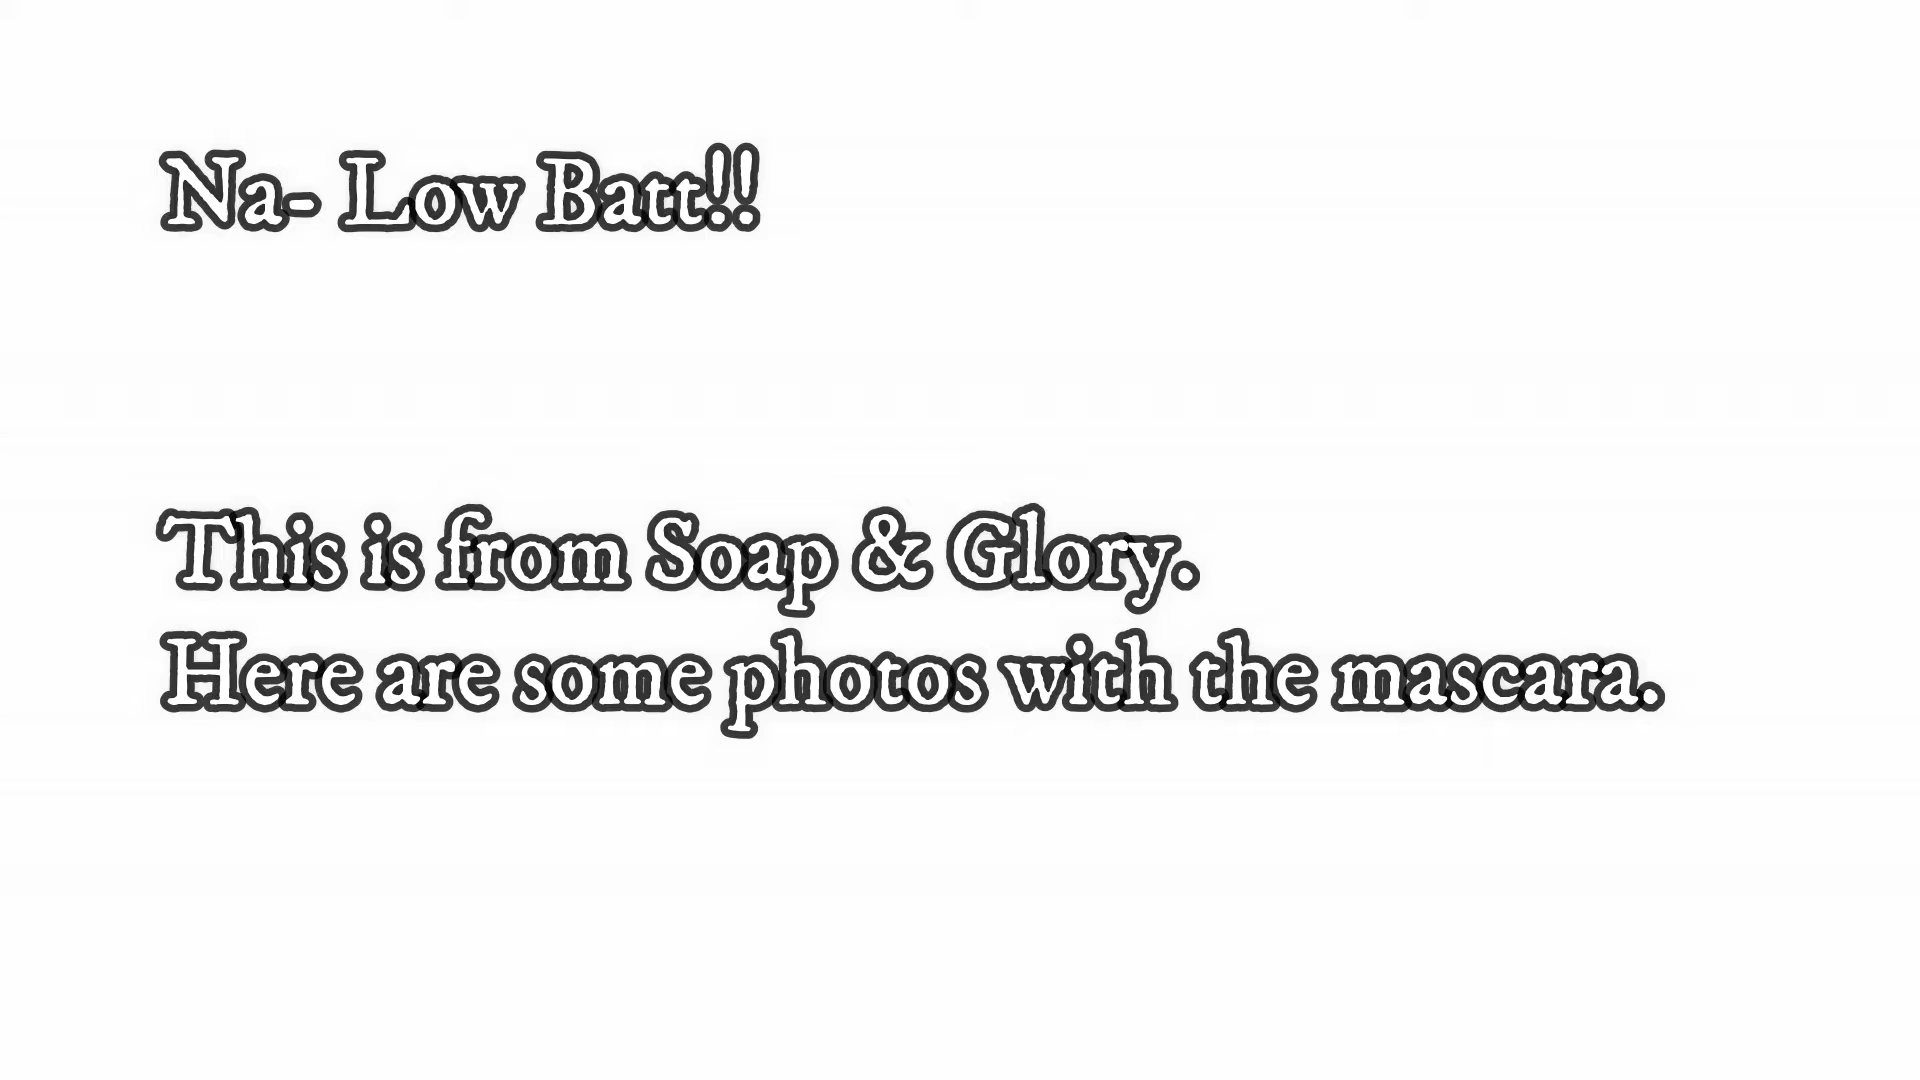 Na- Low Batt!!
This is from Soap & Glory.
Here are some photos with the mascara.